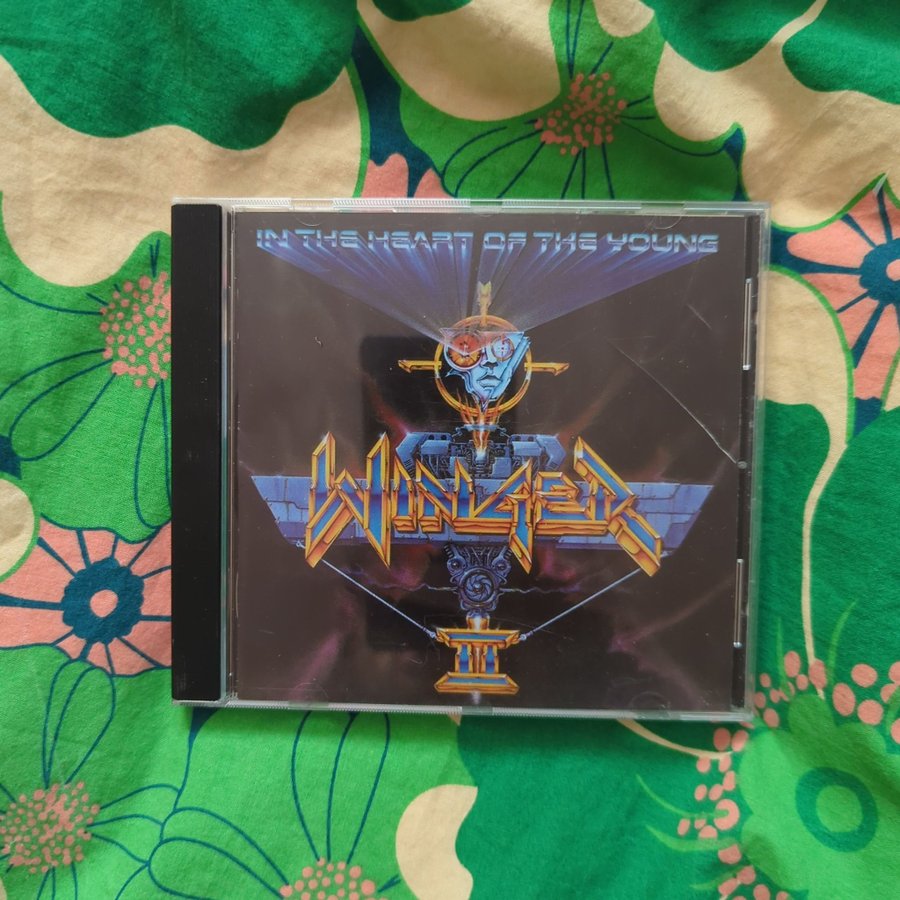 IN THE HEART OF THE YOUNG
WINGER
II